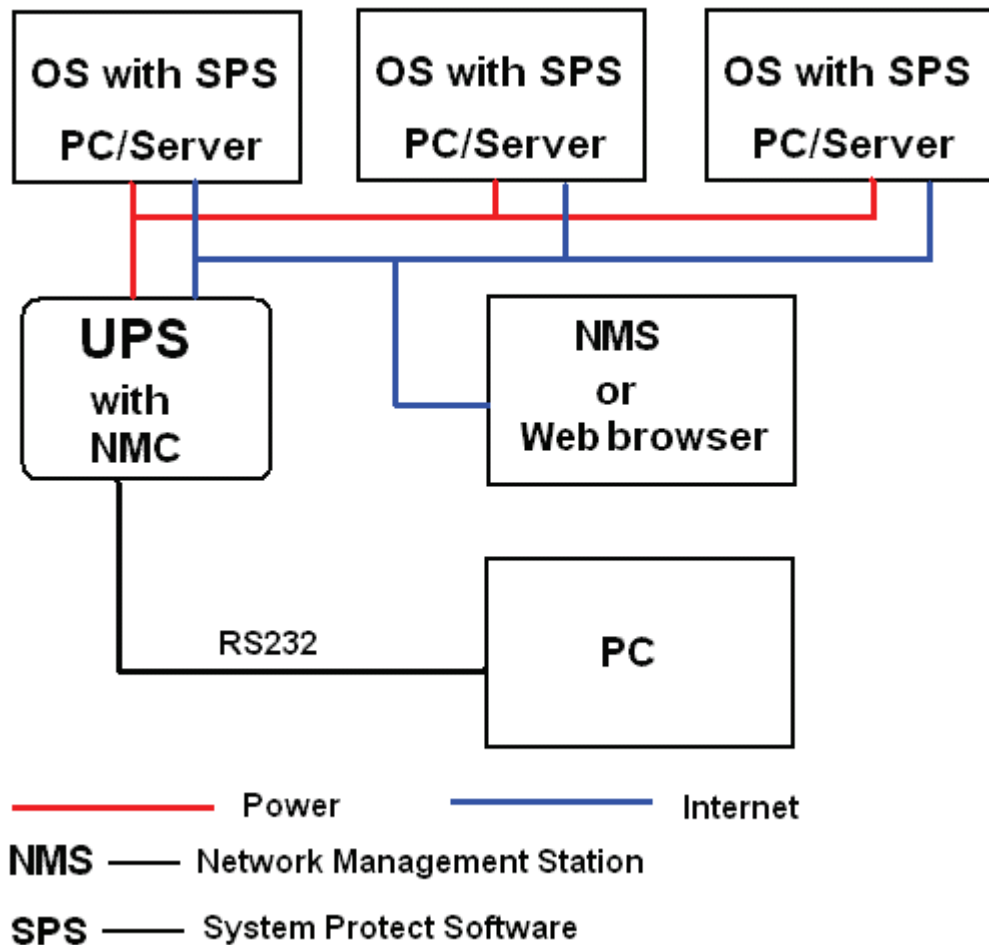 OS with SPS
PC/Server
OS with SPS
PC/Server
OS with SPS
PC/Server
UPS
with
NMC
NMS
or
Web browser
RS232
PC
Power
Internet
NMS
Network Management Station
SPS
System Protect Software